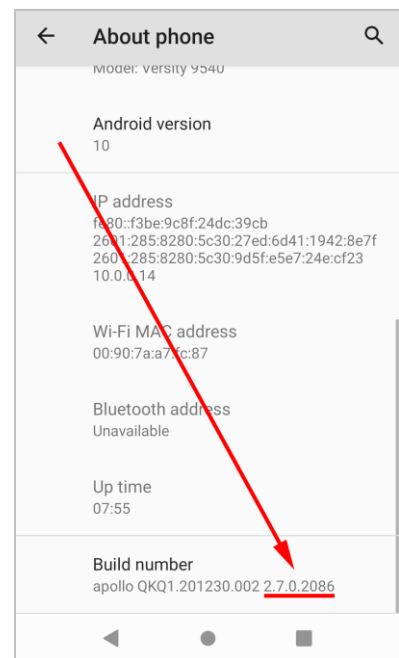 About phone
Model: Versity 9540
Android version
10
IP address
fe80::f3be:9c8f:24dc:39cb
2601:285:8280:5c30:27ed:6d41:1942:8e7f
2601:285:8280:5c30:9d5f:e5e7:24e:cf23
10.0.0.14
Wi-Fi MAC address
00:90:7a:a7:fc:87
Bluetooth address
Unavailable
Up time
07:55
Build number
apollo QKQ1.201230.002 2.7.0.2086